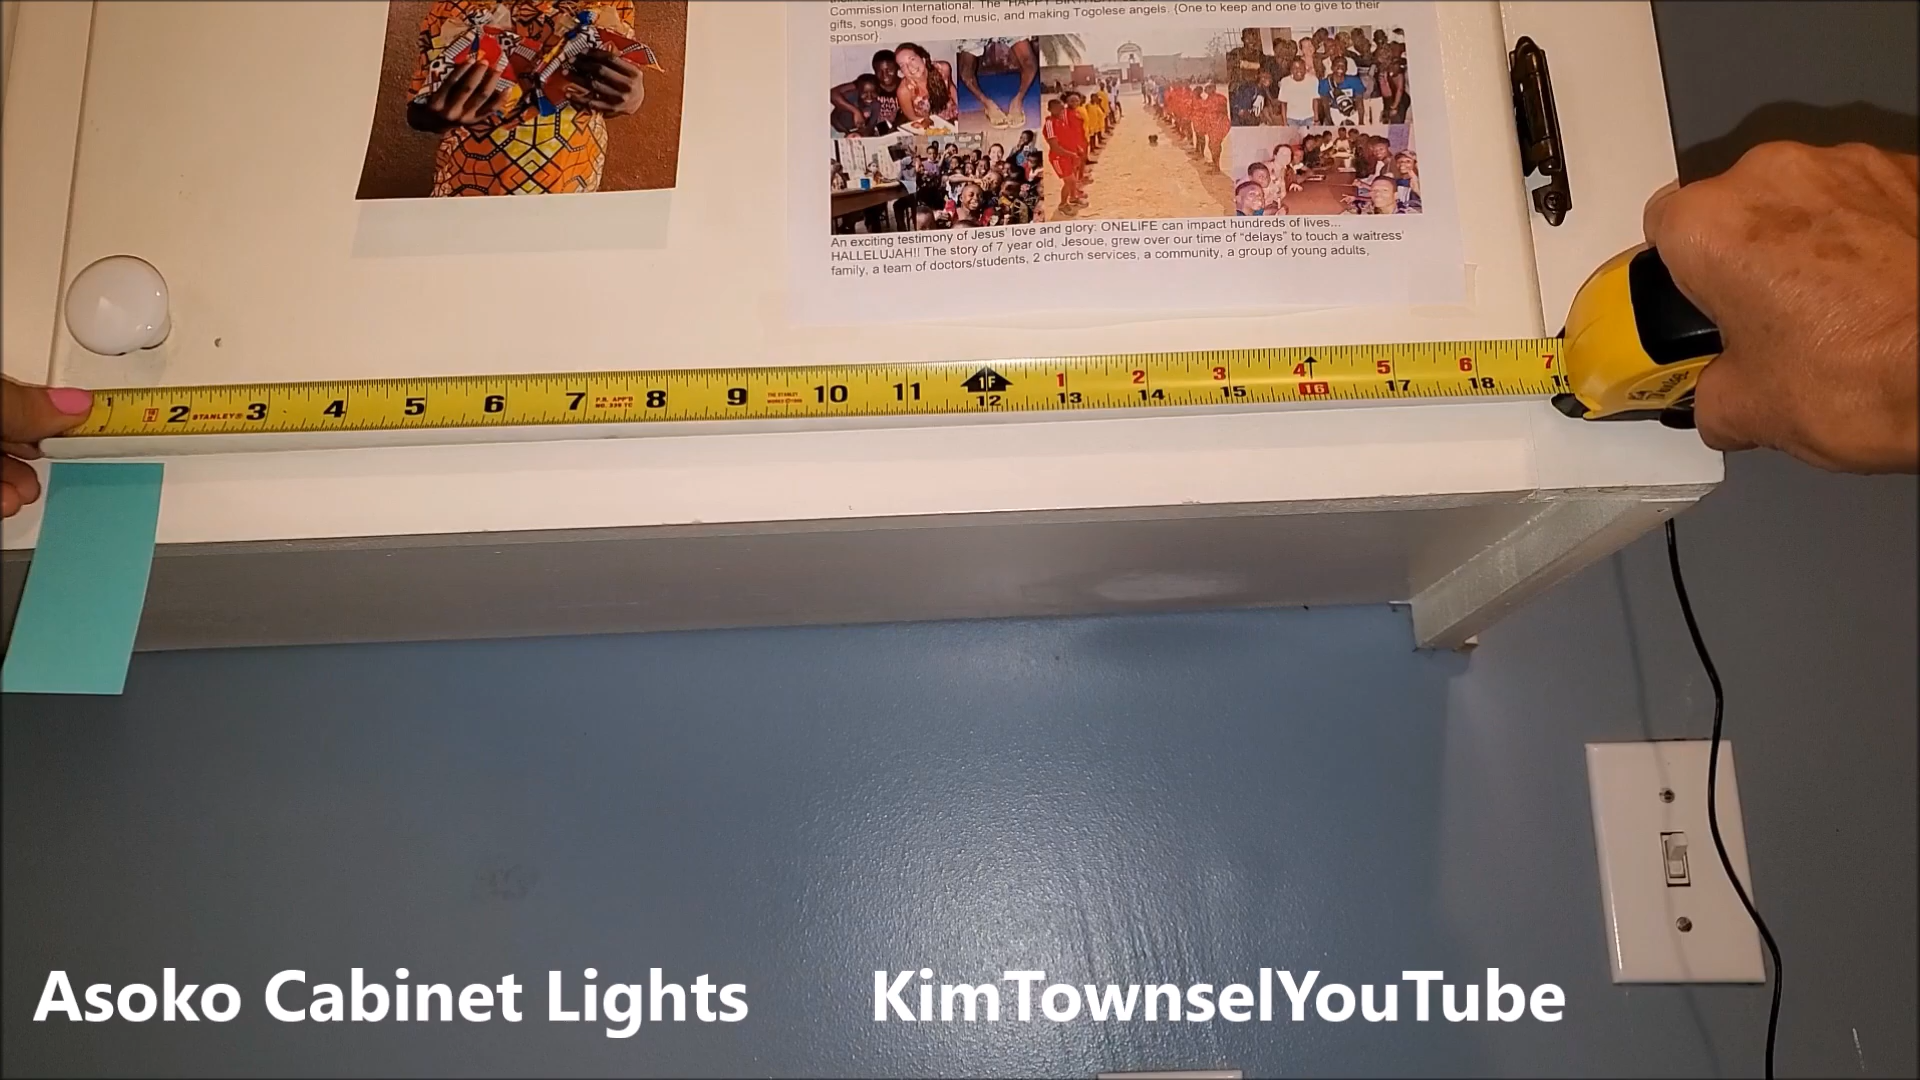 Commission International. The "HAPPY
gifts, songs, good food, music, and making Togolese angels. {One to keep and one to give to their
sponsor}.
An exciting testimony of Jesus' love and glory: ONELIFE can impact hundreds of lives...
HALLELUJAH!! The story of 7 year old, Jesoue, grew over our time of "delays" to touch a waitress'
family, a team of doctors/students, 2 church services, a community, a group of young adults,
1 2 STANLEY® 3 4 5 6 7 8 9 10 11 1F 12 1 13 2 14 3 15 4 16 5 17 6 18 7 19
Asoko Cabinet Lights KimTownselYouTube